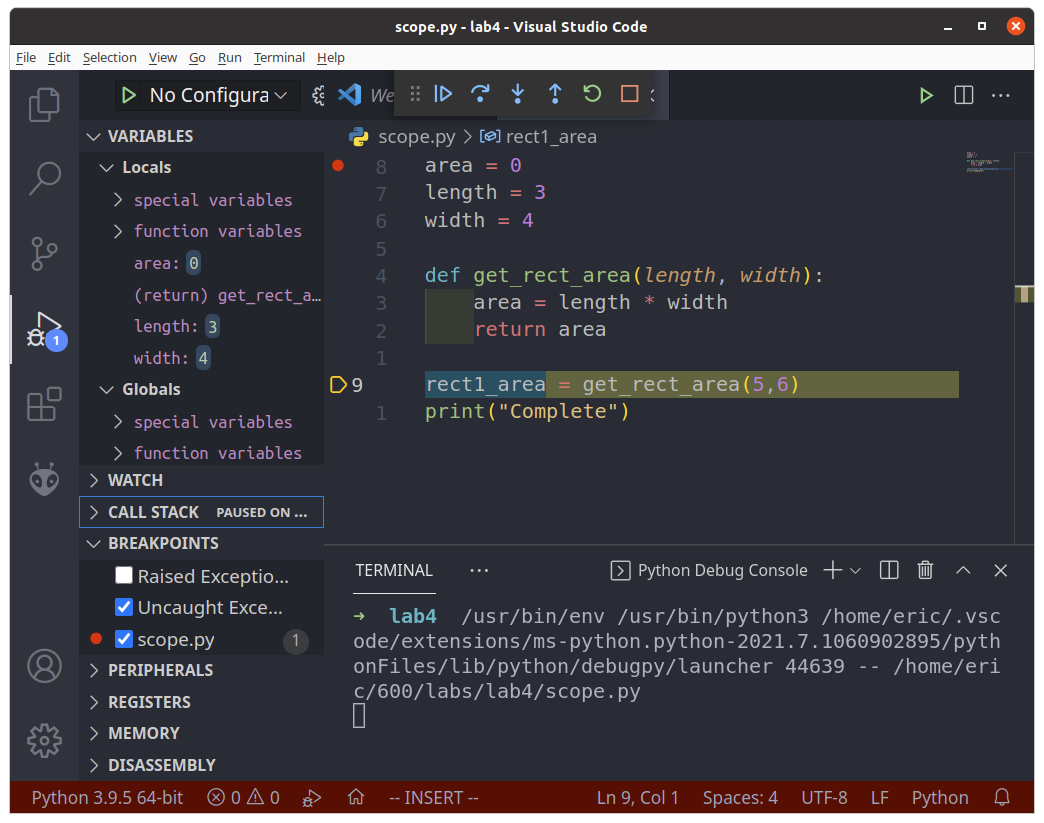 scope.py - lab4 - Visual Studio Code
File Edit Selection View Go Run Terminal Help
No Configura
We
VARIABLES
Locals
special variables
function variables
area: 0
(return) get_rect_a…
length: 3
width: 4
Globals
special variables
function variables
WATCH
CALL STACK PAUSED ON ...
BREAKPOINTS
Raised Exceptio...
Uncaught Exce...
scope.py 1
PERIPHERALS
REGISTERS
MEMORY
DISASSEMBLY
1
scope.py > rect1_area
8 area = 0
7 length = 3
6 width = 4
5
4 def get_rect_area(length, width):
3 area = length * width
2 return area
1
9 rect1_area = get_rect_area(5,6)
1 print("Complete")
TERMINAL ... Python Debug Console
→ lab4 /usr/bin/env /usr/bin/python3 /home/eric/.vsc
ode/extensions/ms-python.python-2021.7.1060902895/pyth
onFiles/lib/python/debugpy/launcher 44639 -- /home/eri
c/600/labs/lab4/scope.py
Python 3.9.5 64-bit 0 0 -- INSERT -- Ln 9, Col 1 Spaces: 4 UTF-8 LF Python